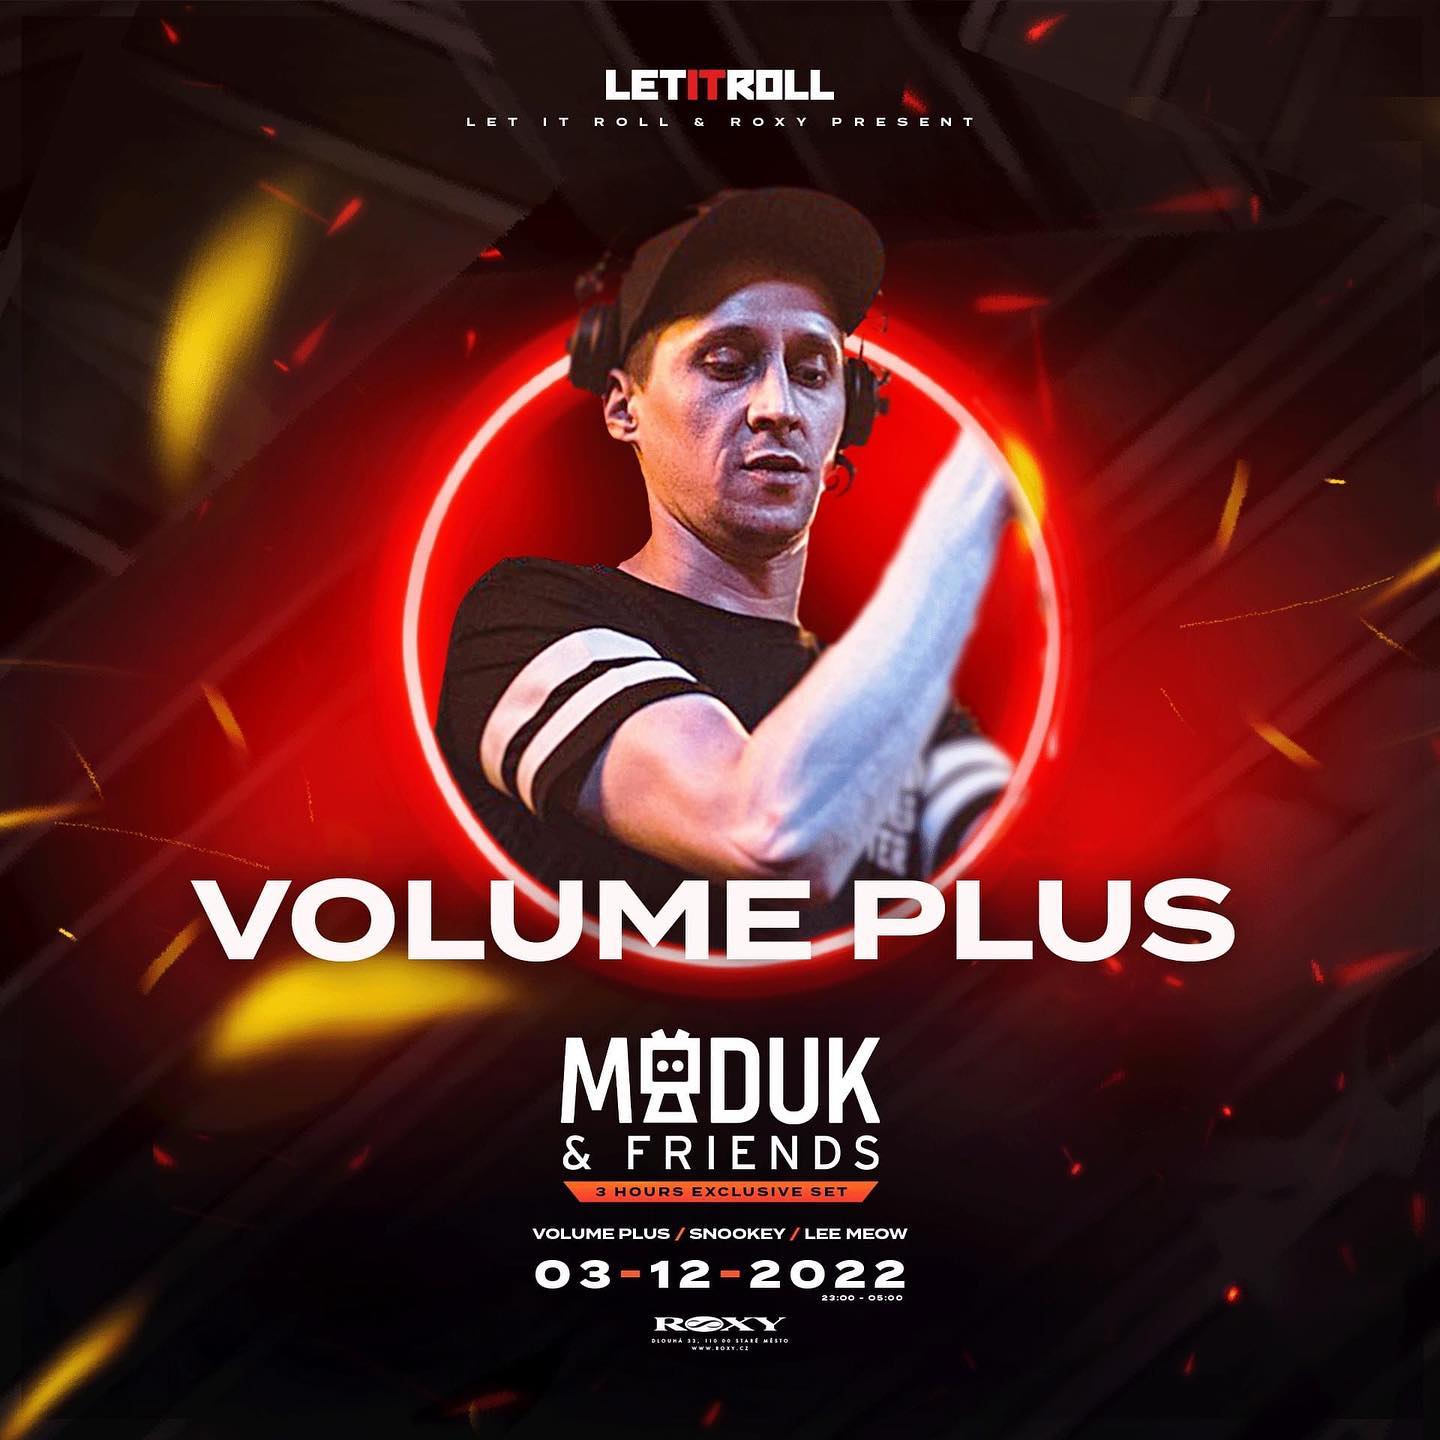 LETITROLL
LET IT ROLL & ROXY PRESENT
VOLUME PLUS
MADUK
& FRIENDS
3 HOURS EXCLUSIVE SET
VOLUME PLUS / SNOOKEY / LEE MEOW
03-12-2022
23:00 - 05:00
ROXY
DLOUHÁ 33, 110 00 STARÉ MĚSTO
WWW.ROXY.CZ